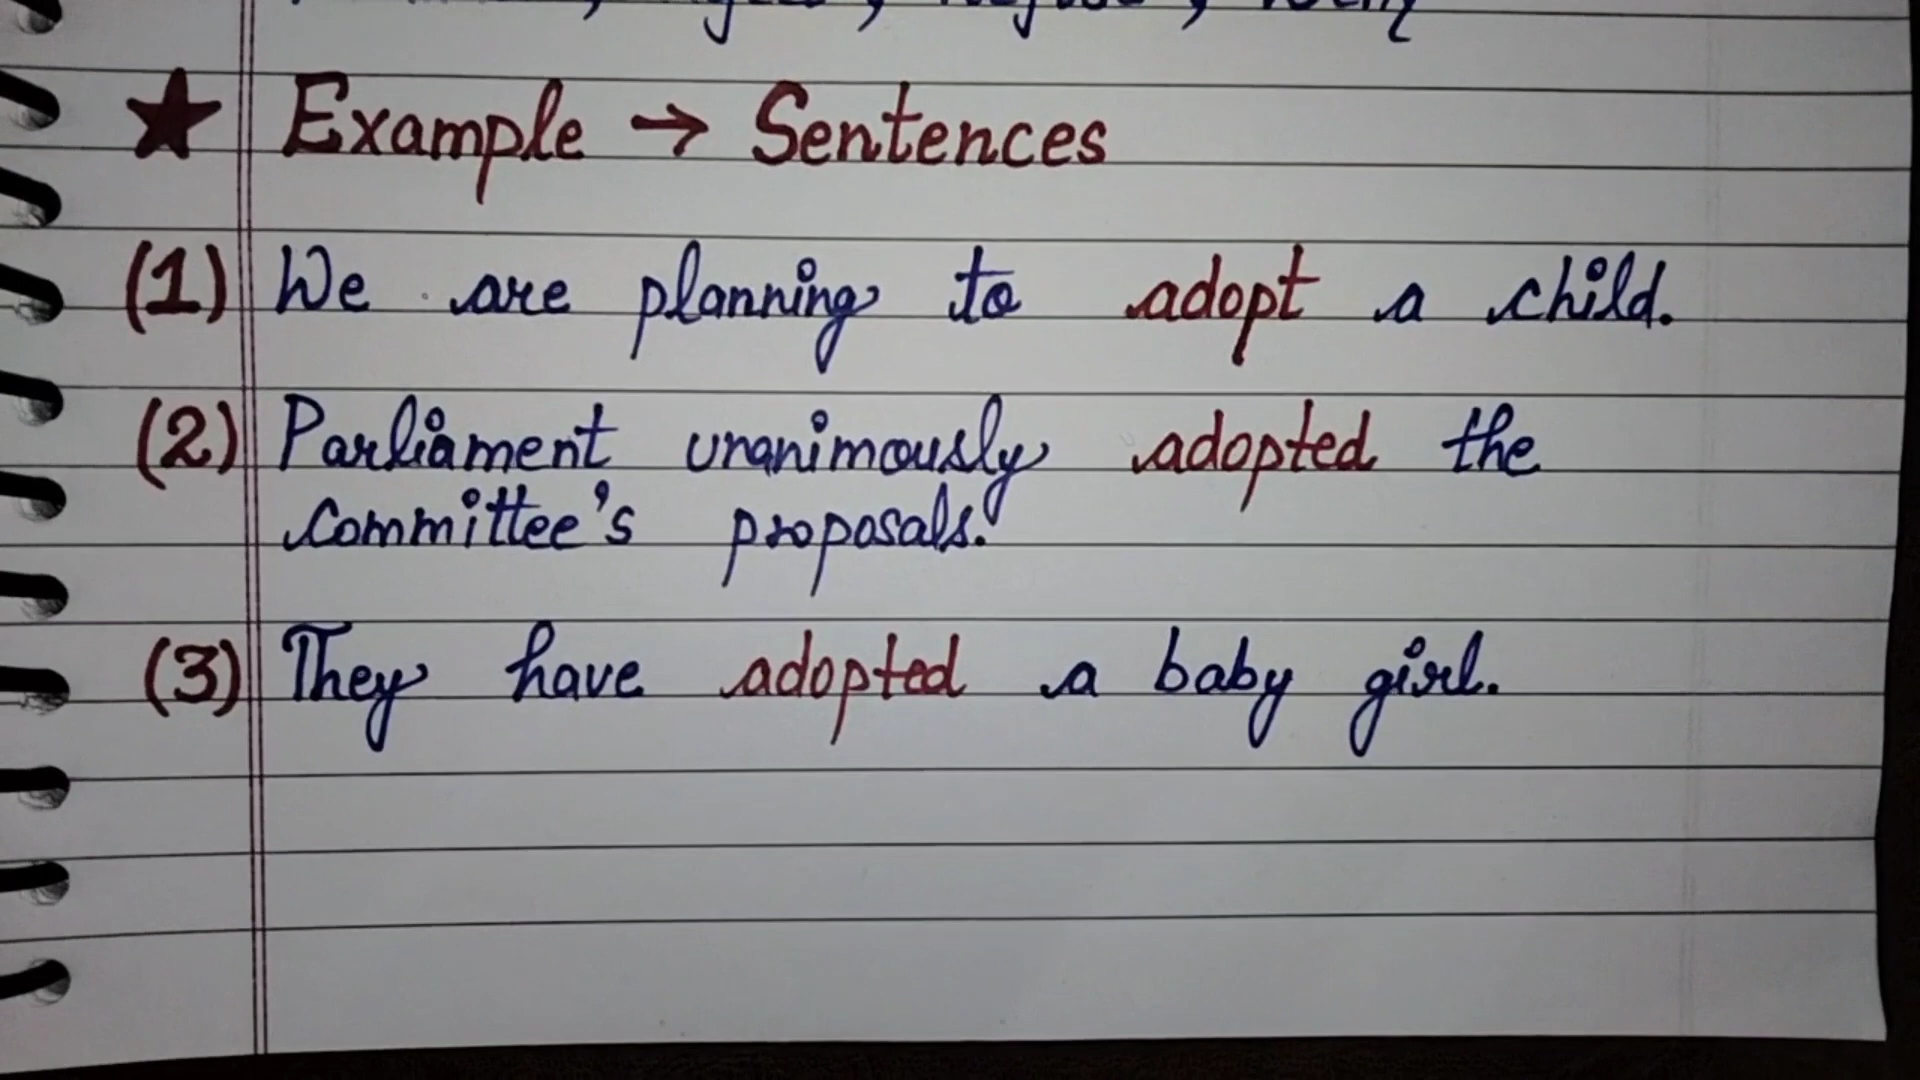 ★ Example → Sentences
(1) We are planning to adopt a child.
(2) Parliament unanimously adopted the
committee's proposals.
(3) They have adopted a baby girl.